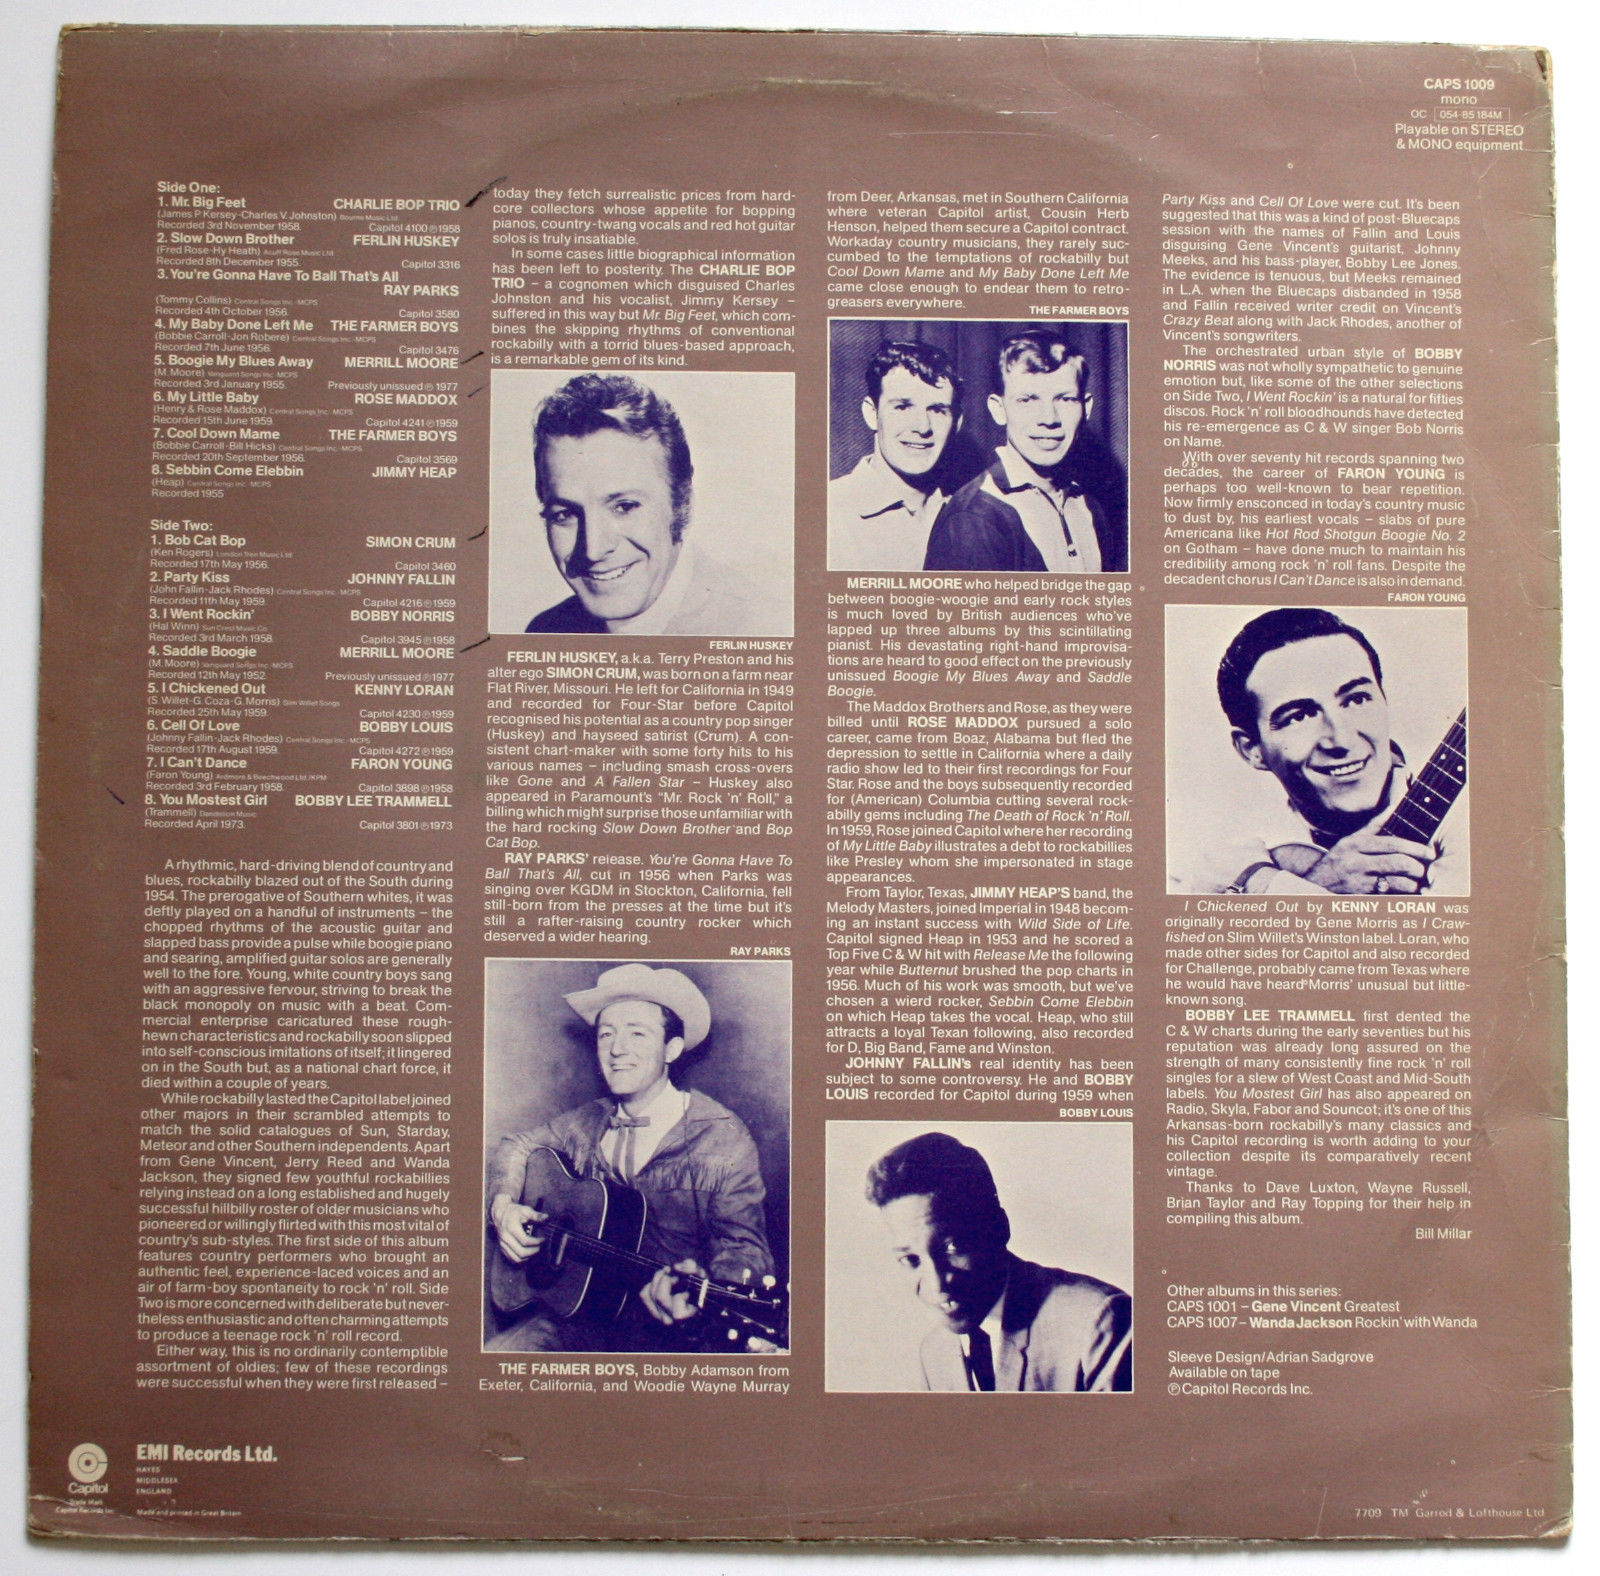 CAPS 1009
mono
OC 054-85 184M
Playable on STEREO
& MONO equipment
Side One:
1. Mr. Big Feet CHARLIE BOP TRIO
(James P Kersey-Charles V. Johnston) Bourne Music Ltd.
Recorded 3rd November 1958. Capitol 4100 ℗1958
2. Slow Down Brother FERLIN HUSKEY
(Fred Rose-Hy Heath) Acuff Rose Music Ltd.
Recorded 8th December 1955. Capitol 3316
3. You're Gonna Have To Ball That's All
RAY PARKS
(Tommy Collins) Central Songs Inc.-MCPS
Recorded 4th October 1956. Capitol 3580
4. My Baby Done Left Me THE FARMER BOYS
(Bobbie Carroll-Jon Robere) Central Songs Inc.-MCPS
Recorded 7th June 1956. Capitol 3476
5. Boogie My Blues Away MERRILL MOORE
(M. Moore) Vanguard Songs Inc.-MCPS
Recorded 3rd January 1955. Previously unissued ℗ 1977
6. My Little Baby ROSE MADDOX
(Henry & Rose Maddox) Central Songs Inc.-MCPS
Recorded 15th June 1959. Capitol 4241 ℗1959
7. Cool Down Mame THE FARMER BOYS
(Bobbie Carroll-Bill Hicks) Central Songs Inc.-MCPS
Recorded 20th September 1956. Capitol 3569
8. Sebbin Come Elebbin JIMMY HEAP
(Heap) Central Songs Inc.-MCPS
Recorded 1955
Side Two:
1. Bob Cat Bop SIMON CRUM
(Ken Rogers) London Tree Music Ltd
Recorded 17th May 1956. Capitol 3460
2. Party Kiss JOHNNY FALLIN
(John Fallin-Jack Rhodes) Central Songs Inc.-MCPS
Recorded 11th May 1959. Capitol 4216 ℗1959
3. I Went Rockin' BOBBY NORRIS
(Hal Winn) Sun Crest Music Co.
Recorded 3rd March 1958. Capitol 3945 ℗1958
4. Saddle Boogie MERRILL MOORE
(M. Moore) Vanguard Songs Inc.-MCPS
Recorded 12th May 1952. Previously unissued ℗1977
5. I Chickened Out KENNY LORAN
(S. Willet-G. Coza-G. Morris) Slim Willet Songs
Recorded 25th May 1959. Capitol 4230 ℗1959
6. Cell Of Love BOBBY LOUIS
(Johnny Fallin-Jack Rhodes) Central Songs Inc.-MCPS
Recorded 17th August 1959. Capitol 4272 ℗1959
7. I Can't Dance FARON YOUNG
(Faron Young) Ardmore & Beechwood Ltd./KPM
Recorded 3rd February 1958. Capitol 3898 ℗1958
8. You Mostest Girl BOBBY LEE TRAMMELL
(Trammell) Dandelion Music
Recorded April 1973. Capitol 3801 ℗1973
A rhythmic, hard-driving blend of country and
blues, rockabilly blazed out of the South during
1954. The prerogative of Southern whites, it was
deftly played on a handful of instruments – the
chopped rhythms of the acoustic guitar and
slapped bass provide a pulse while boogie piano
and searing, amplified guitar solos are generally
well to the fore. Young, white country boys sang
with an aggressive fervour, striving to break the
black monopoly on music with a beat. Com-
mercial enterprise caricatured these rough-
hewn characteristics and rockabilly soon slipped
into self-conscious imitations of itself; it lingered
on in the South but, as a national chart force, it
died within a couple of years.
While rockabilly lasted the Capitol label joined
other majors in their scrambled attempts to
match the solid catalogues of Sun, Starday,
Meteor and other Southern independents. Apart
from Gene Vincent, Jerry Reed and Wanda
Jackson, they signed few youthful rockabillies
relying instead on a long established and hugely
successful hillbilly roster of older musicians who
pioneered or willingly flirted with this most vital of
country's sub-styles. The first side of this album
features country performers who brought an
authentic feel, experience-laced voices and an
air of farm-boy spontaneity to rock 'n' roll. Side
Two is more concerned with deliberate but never-
theless enthusiastic and often charming attempts
to produce a teenage rock 'n' roll record.
Either way, this is no ordinarily contemptible
assortment of oldies; few of these recordings
were successful when they were first released –
today they fetch surrealistic prices from hard-
core collectors whose appetite for bopping
pianos, country-twang vocals and red hot guitar
solos is truly insatiable.
In some cases little biographical information
has been left to posterity. The CHARLIE BOP
TRIO – a cognomen which disguised Charles
Johnston and his vocalist, Jimmy Kersey –
suffered in this way but Mr. Big Feet, which com-
bines the skipping rhythms of conventional
rockabilly with a torrid blues-based approach,
is a remarkable gem of its kind.
FERLIN HUSKEY
FERLIN HUSKEY, a.k.a. Terry Preston and his
alter ego SIMON CRUM, was born on a farm near
Flat River, Missouri. He left for California in 1949
and recorded for Four-Star before Capitol
recognised his potential as a country pop singer
(Huskey) and hayseed satirist (Crum). A con-
sistent chart-maker with some forty hits to his
various names – including smash cross-overs
like Gone and A Fallen Star – Huskey also
appeared in Paramount's "Mr. Rock 'n' Roll," a
billing which might surprise those unfamiliar with
the hard rocking Slow Down Brother and Bop
Cat Bop.
RAY PARKS' release. You're Gonna Have To
Ball That's All, cut in 1956 when Parks was
singing over KGDM in Stockton, California, fell
still-born from the presses at the time but it's
still a rafter-raising country rocker which
deserved a wider hearing.
RAY PARKS
THE FARMER BOYS, Bobby Adamson from
Exeter, California, and Woodie Wayne Murray
from Deer, Arkansas, met in Southern California
where veteran Capitol artist, Cousin Herb
Henson, helped them secure a Capitol contract.
Workaday country musicians, they rarely suc-
cumbed to the temptations of rockabilly but
Cool Down Mame and My Baby Done Left Me
came close enough to endear them to retro-
greasers everywhere.
THE FARMER BOYS
MERRILL MOORE who helped bridge the gap
between boogie-woogie and early rock styles
is much loved by British audiences who've
lapped up three albums by this scintillating
pianist. His devastating right-hand improvisa-
tions are heard to good effect on the previously
unissued Boogie My Blues Away and Saddle
Boogie.
The Maddox Brothers and Rose, as they were
billed until ROSE MADDOX pursued a solo
career, came from Boaz, Alabama but fled the
depression to settle in California where a daily
radio show led to their first recordings for Four
Star. Rose and the boys subsequently recorded
for (American) Columbia cutting several rock-
abilly gems including The Death of Rock 'n' Roll.
In 1959, Rose joined Capitol where her recording
of My Little Baby illustrates a debt to rockabillies
like Presley whom she impersonated in stage
appearances.
From Taylor, Texas, JIMMY HEAP'S band, the
Melody Masters, joined Imperial in 1948 becom-
ing an instant success with Wild Side of Life.
Capitol signed Heap in 1953 and he scored a
Top Five C & W hit with Release Me the following
year while Butternut brushed the pop charts in
1956. Much of his work was smooth, but we've
chosen a wierd rocker, Sebbin Come Elebbin
on which Heap takes the vocal. Heap, who still
attracts a loyal Texan following, also recorded
for D, Big Band, Fame and Winston.
JOHNNY FALLIN's real identity has been
subject to some controversy. He and BOBBY
LOUIS recorded for Capitol during 1959 when
BOBBY LOUIS
Party Kiss and Cell Of Love were cut. It's been
suggested that this was a kind of post-Bluecaps
session with the names of Fallin and Louis
disguising Gene Vincent's guitarist, Johnny
Meeks, and his bass-player, Bobby Lee Jones.
The evidence is tenuous, but Meeks remained
in L.A. when the Bluecaps disbanded in 1958
and Fallin received writer credit on Vincent's
Crazy Beat along with Jack Rhodes, another of
Vincent's songwriters.
The orchestrated urban style of BOBBY
NORRIS was not wholly sympathetic to genuine
emotion but, like some of the other selections
on Side Two, I Went Rockin' is a natural for fifties
discos. Rock 'n' roll bloodhounds have detected
his re-emergence as C & W singer Bob Norris
on Name.
With over seventy hit records spanning two
decades, the career of FARON YOUNG is
perhaps too well-known to bear repetition.
Now firmly ensconced in today's country music
to dust by, his earliest vocals – slabs of pure
Americana like Hot Rod Shotgun Boogie No. 2
on Gotham – have done much to maintain his
credibility among rock 'n' roll fans. Despite the
decadent chorus I Can't Dance is also in demand.
FARON YOUNG
I Chickened Out by KENNY LORAN was
originally recorded by Gene Morris as I Craw-
fished on Slim Willet's Winston label. Loran, who
made other sides for Capitol and also recorded
for Challenge, probably came from Texas where
he would have heard Morris' unusual but little-
known song.
BOBBY LEE TRAMMELL first dented the
C & W charts during the early seventies but his
reputation was already long assured on the
strength of many consistently fine rock 'n' roll
singles for a slew of West Coast and Mid-South
labels. You Mostest Girl has also appeared on
Radio, Skyla, Fabor and Souncot; it's one of this
Arkansas-born rockabilly's many classics and
his Capitol recording is worth adding to your
collection despite its comparatively recent
vintage.
Thanks to Dave Luxton, Wayne Russell,
Brian Taylor and Ray Topping for their help in
compiling this album.
Bill Millar
Other albums in this series:
CAPS 1001 – Gene Vincent Greatest
CAPS 1007 – Wanda Jackson Rockin' with Wanda
Sleeve Design/Adrian Sadgrove
Available on tape
℗Capitol Records Inc.
Capitol
Trade Mark
Capitol Records Inc
EMI Records Ltd.
HAYES
MIDDLESEX
ENGLAND
Made and printed in Great Britain
7709 TM Garrod & Lofthouse Ltd